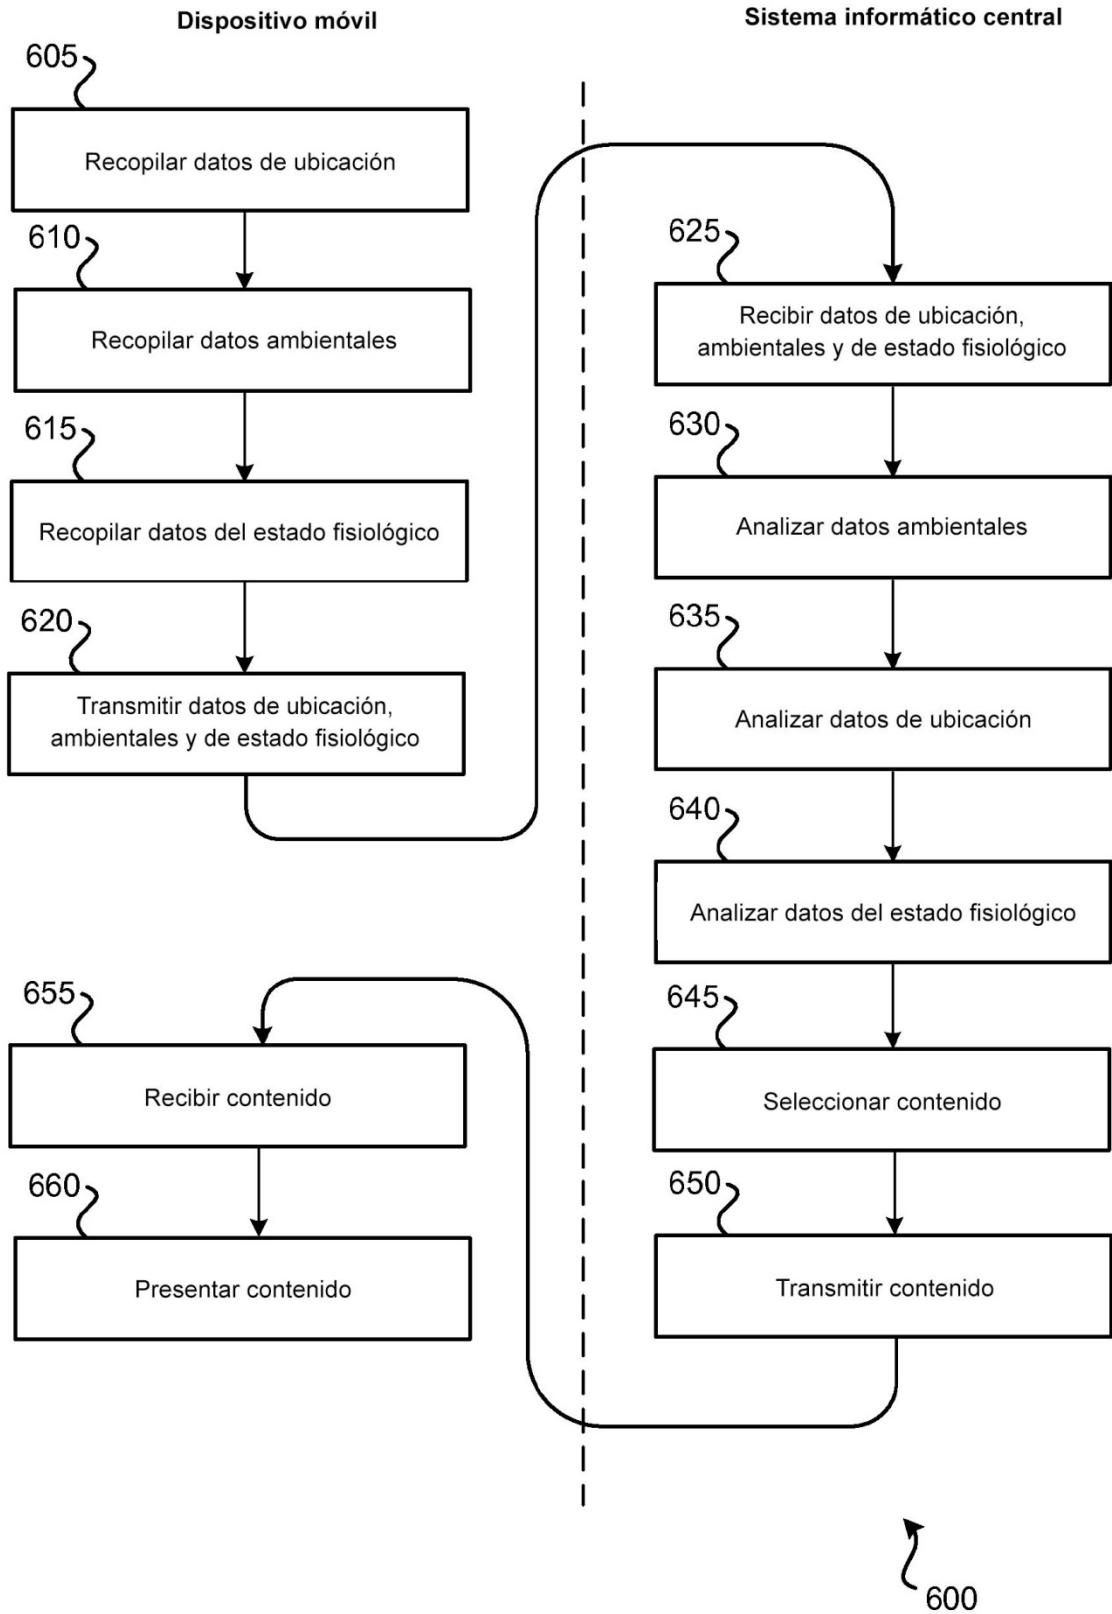 Dispositivo móvil
605
Recopilar datos de ubicación
610
Recopilar datos ambientales
615
Recopilar datos del estado fisiológico
620
Transmitir datos de ubicación,
ambientales y de estado fisiológico
Sistema informático central
625
Recibir datos de ubicación,
ambientales y de estado fisiológico
630
Analizar datos ambientales
635
Analizar datos de ubicación
640
Analizar datos del estado fisiológico
645
Seleccionar contenido
650
Transmitir contenido
655
Recibir contenido
660
Presentar contenido
600